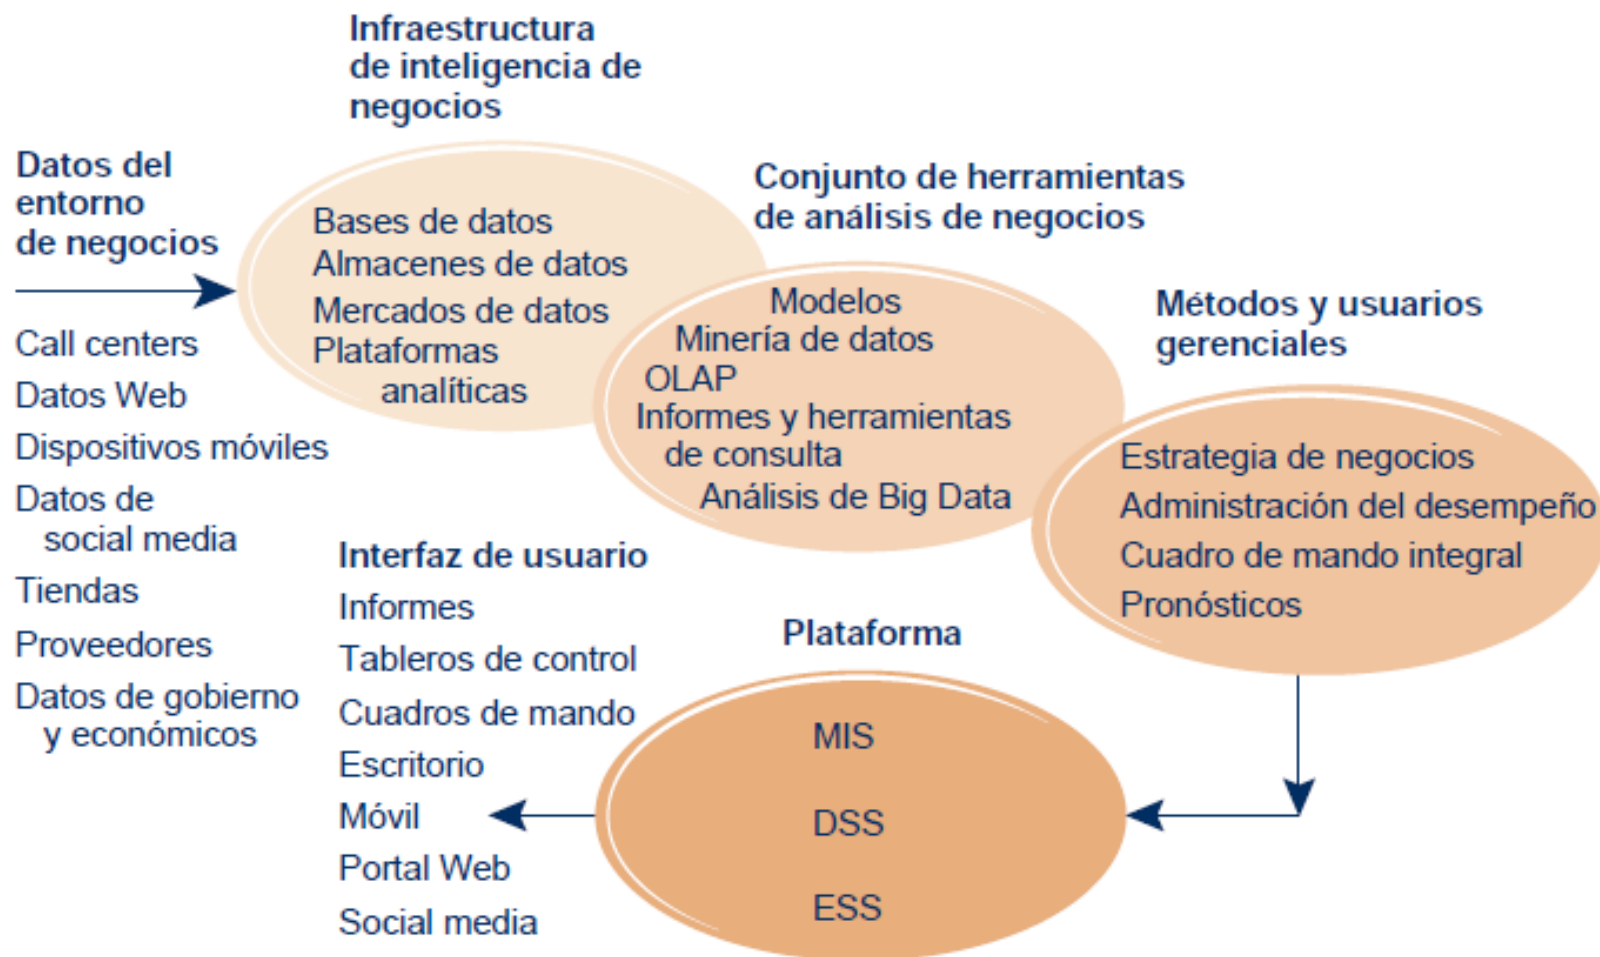 Infraestructura
de inteligencia de
negocios
Datos del
entorno
de negocios
Call centers
Datos Web
Dispositivos móviles
Datos de
social media
Tiendas
Proveedores
Datos de gobierno
y económicos
Bases de datos
Almacenes de datos
Mercados de datos
Plataformas
analíticas
Conjunto de herramientas
de análisis de negocios
Modelos
Minería de datos
OLAP
Informes y herramientas
de consulta
Análisis de Big Data
Métodos y usuarios
gerenciales
Estrategia de negocios
Administración del desempeño
Cuadro de mando integral
Pronósticos
Plataforma
MIS
DSS
ESS
Interfaz de usuario
Informes
Tableros de control
Cuadros de mando
Escritorio
Móvil
Portal Web
Social media